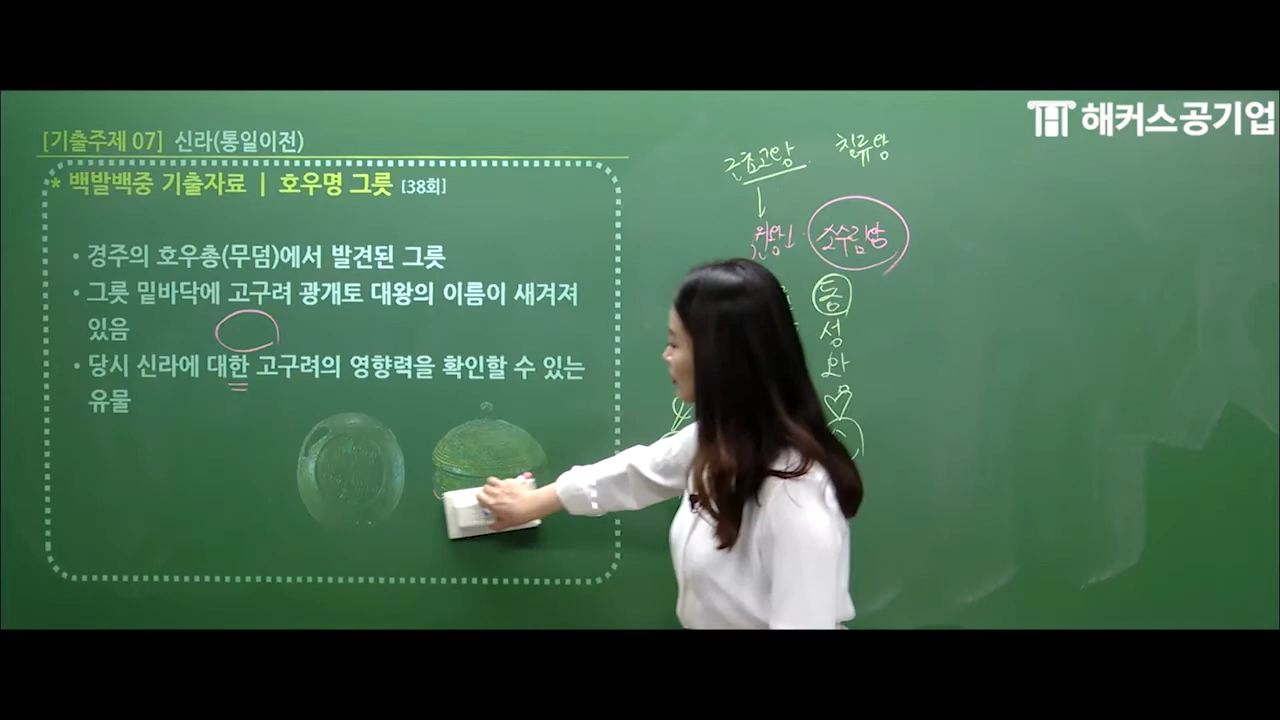 해커스공기업
[기출주제 07] 신라(통일이전)
* 백발백중 기출자료 | 호우명 그릇 [38회]
• 경주의 호우총(무덤)에서 발견된 그릇
• 그릇 밑바닥에 고구려 광개토 대왕의 이름이 새겨져
있음
• 당시 신라에 대한 고구려의 영향력을 확인할 수 있는
유물
근초고왕 침류왕
소수림왕
통
성
와